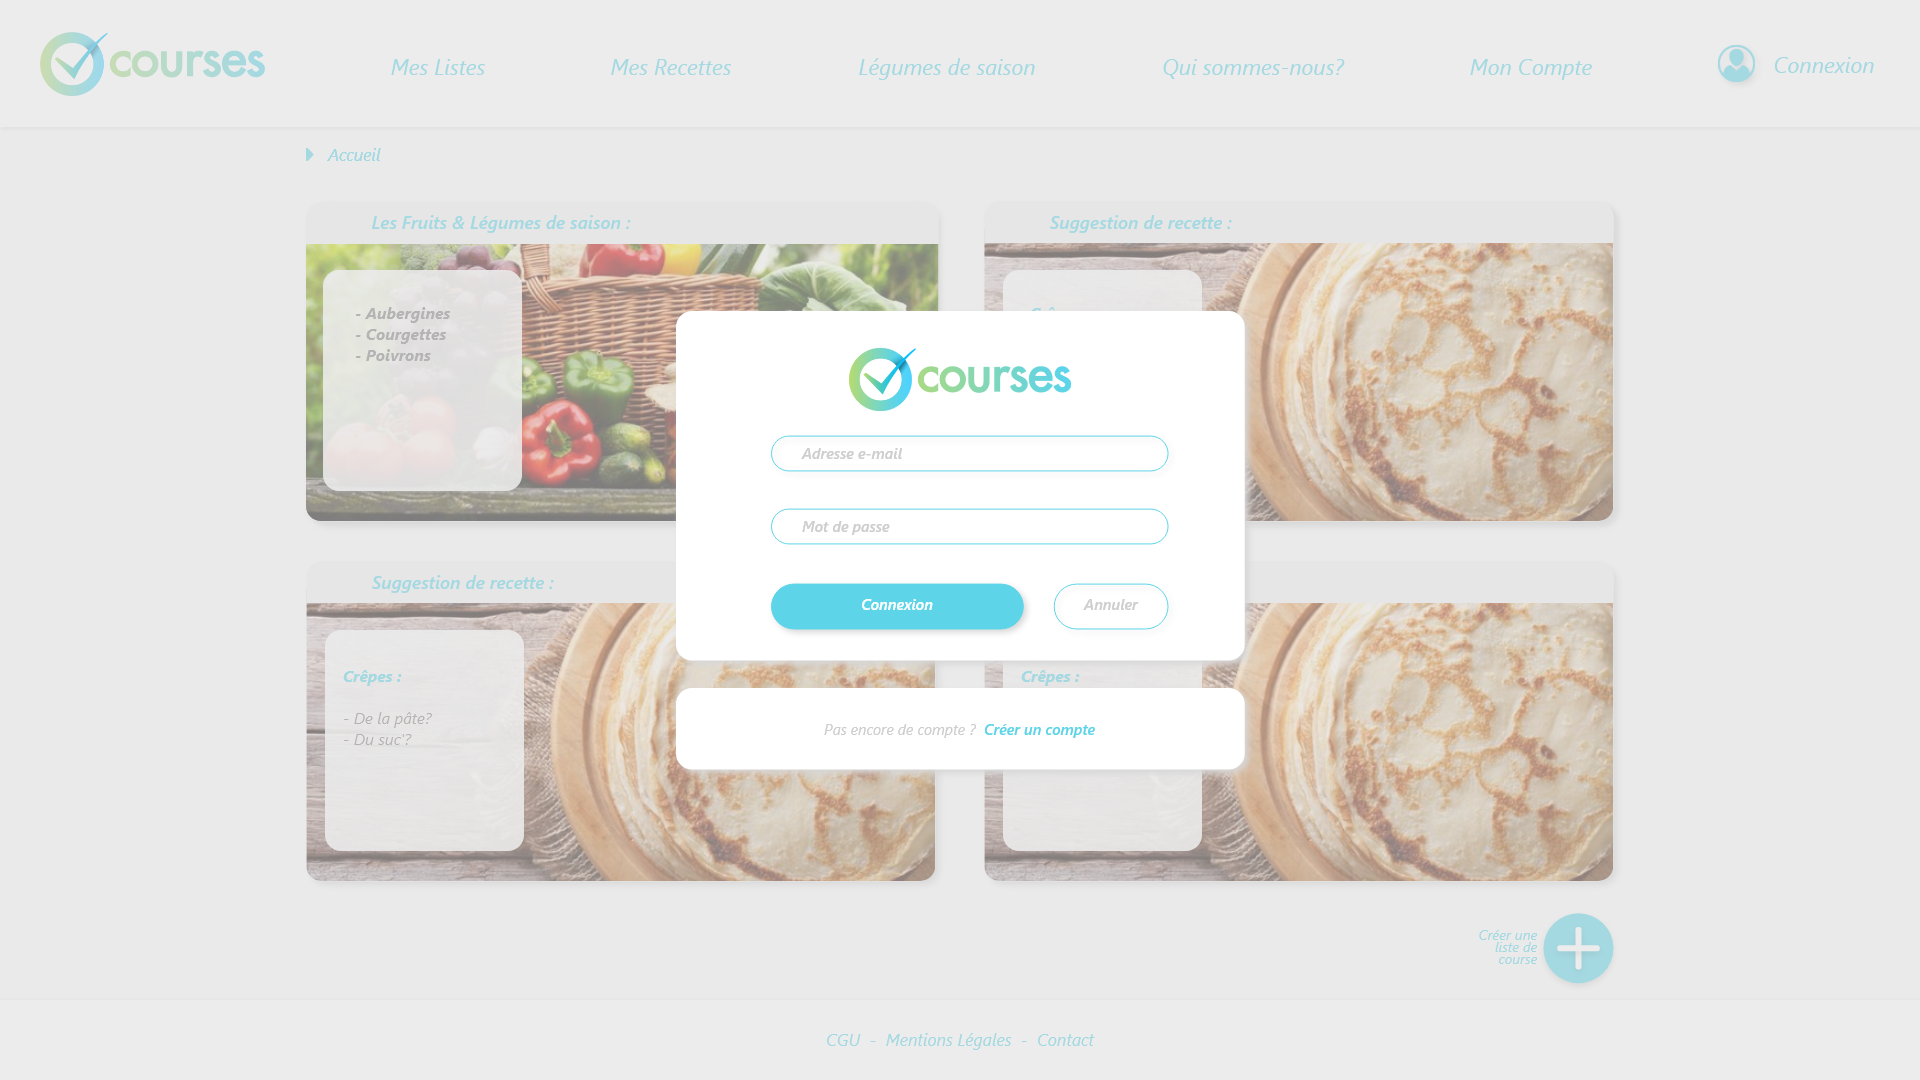 courses
Mes Listes
Mes Recettes
Légumes de saison
Qui sommes-nous?
Mon Compte
Connexion
Accueil
Les Fruits & Légumes de saison :
- Aubergines
- Courgettes
- Poivrons
Suggestion de recette :
courses
Adresse e-mail
Mot de passe
Connexion
Annuler
Suggestion de recette :
Crêpes :
- De la pâte?
- Du suc'?
Crêpes :
Pas encore de compte ? Créer un compte
Créer une
liste de
course
CGU - Mentions Légales - Contact